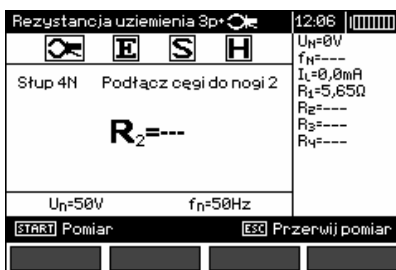 Rezystancja uziemienia 3p+
12:06
E S H
Słup 4N Podłącz cęgi do nogi 2
R₂=---
Un=50V fn=50Hz
UN=0V
fN=---
IL=0,0mA
R1=5,65Ω
R2=---
R3=---
R4=---
START Pomiar
ESC Przerwij pomiar